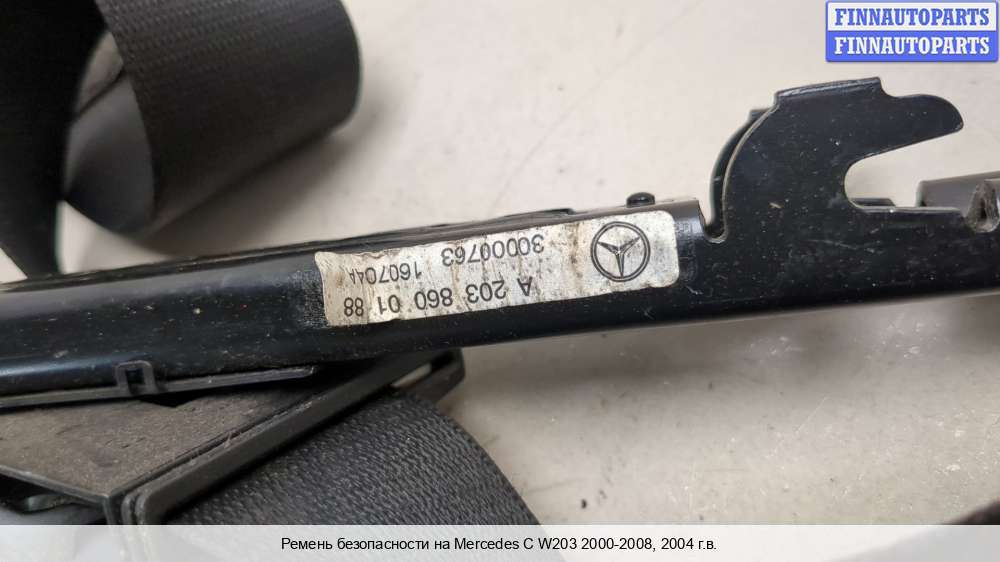 FINNAUTOPARTS
FINNAUTOPARTS
A 203 860 01 88
30000763 160704A
Ремень безопасности на Mercedes C W203 2000-2008, 2004 г.в.